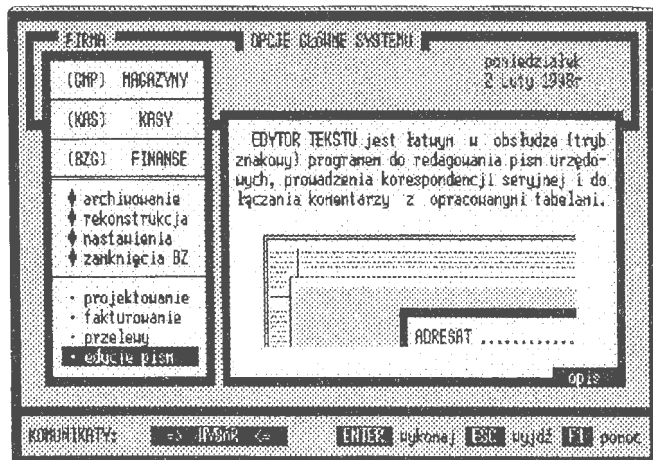 FIRMA
OPCJE GŁÓWNE SYSTEMU
poniedziałek
2 Luty 1998r
(GMP) MAGAZYNY
(KAS) KASY
(BZG) FINANSE
archiwowanie
rekonstrukcja
nastawienia
zamknięcia BZ
· projektowanie
· fakturowanie
· przelewy
· edycje pism
EDYTOR TEKSTU jest łatwym w obsłudze (tryb
znakowy) programem do redagowania pism urzędo-
wych, prowadzenia korespondencji seryjnej i do
łączania komentarzy z opracowanymi tabelami.
ADRESAT ..............
opis
KOMUNIKATY: => WYBÓR <= ENTER wykonaj ESC wyjdź F1 pomoc